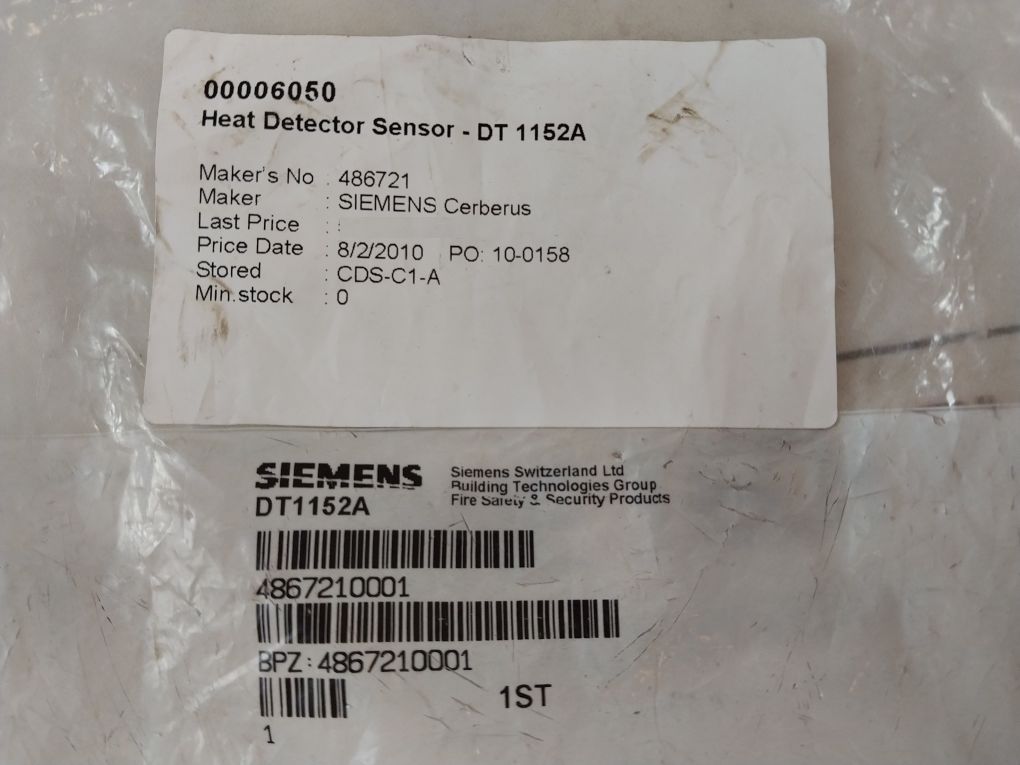 00006050
Heat Detector Sensor - DT 1152A
Maker's No : 486721
Maker : SIEMENS Cerberus
Last Price : :
Price Date : 8/2/2010 PO: 10-0158
Stored : CDS-C1-A
Min.stock : 0
SIEMENS Siemens Switzerland Ltd
Building Technologies Group
DT1152A Fire Safety & Security Products
4867210001
BPZ:4867210001
1ST
1